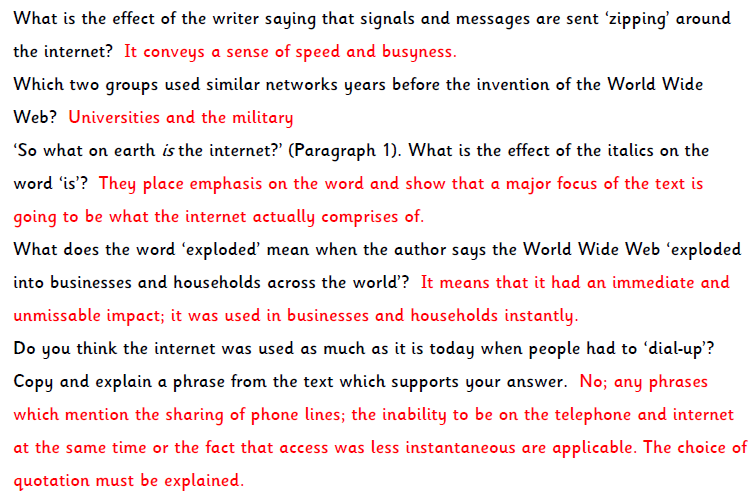 What is the effect of the writer saying that signals and messages are sent ‘zipping’ around
the internet? It conveys a sense of speed and busyness.
Which two groups used similar networks years before the invention of the World Wide
Web? Universities and the military
‘So what on earth is the internet?’ (Paragraph 1). What is the effect of the italics on the
word ‘is’? They place emphasis on the word and show that a major focus of the text is
going to be what the internet actually comprises of.
What does the word ‘exploded’ mean when the author says the World Wide Web ‘exploded
into businesses and households across the world’? It means that it had an immediate and
unmissable impact; it was used in businesses and households instantly.
Do you think the internet was used as much as it is today when people had to ‘dial-up’?
Copy and explain a phrase from the text which supports your answer. No; any phrases
which mention the sharing of phone lines; the inability to be on the telephone and internet
at the same time or the fact that access was less instantaneous are applicable. The choice of
quotation must be explained.